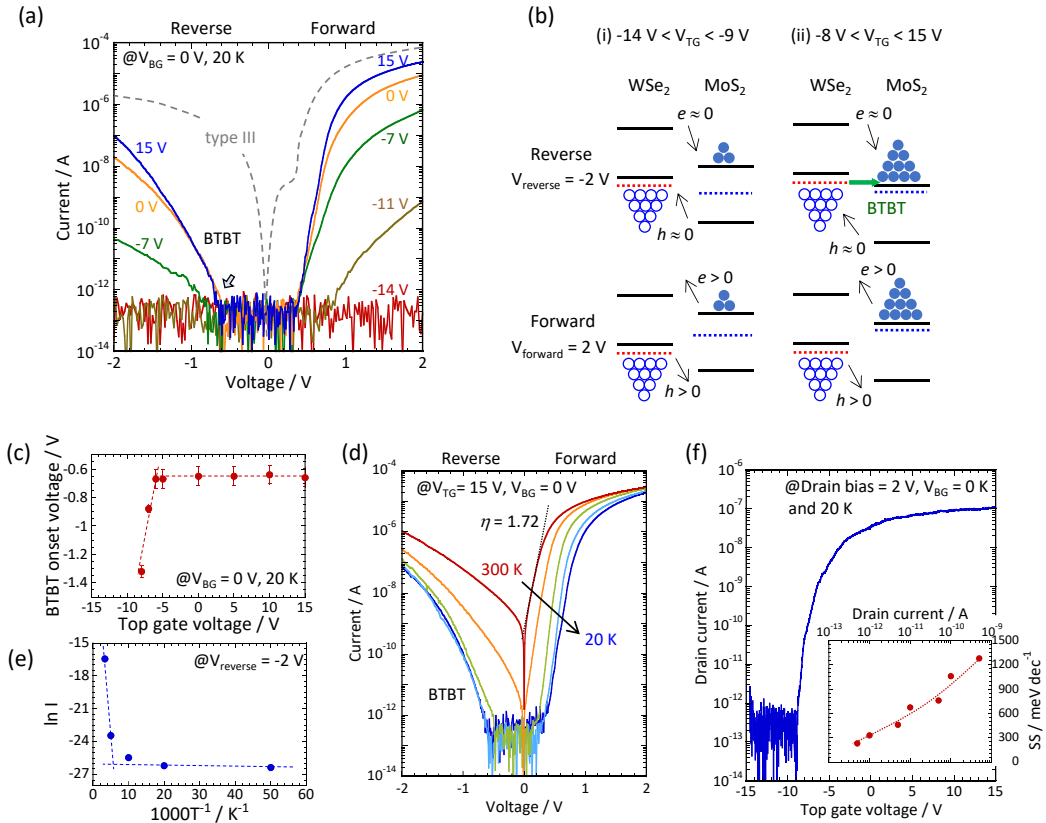 (a)
Reverse
Forward
10⁻⁴
10⁻⁶
10⁻⁸
10⁻¹⁰
10⁻¹²
10⁻¹⁴
Current / A
@V_BG = 0 V, 20 K
15 V
0 V
-7 V
type III
15 V
0 V
-7 V
BTBT
-11 V
-14 V
-2
-1
0
1
2
Voltage / V
(b)
(i) -14 V < V_TG < -9 V
(ii) -8 V < V_TG < 15 V
WSe₂
MoS₂
WSe₂
MoS₂
e ≈ 0
e ≈ 0
Reverse
V_reverse = -2 V
BTBT
h ≈ 0
h ≈ 0
e > 0
e > 0
Forward
V_forward = 2 V
h > 0
h > 0
(c)
BTBT onset voltage / V
-0.6
-0.8
-1
-1.2
-1.4
@V_BG = 0 V, 20 K
-15
-10
-5
0
5
10
15
Top gate voltage / V
(e)
ln I
-15
-18
-21
-24
-27
@V_reverse = -2 V
0
10
20
30
40
50
60
1000T⁻¹ / K⁻¹
(d)
Reverse
Forward
10⁻⁴
10⁻⁶
10⁻⁸
10⁻¹⁰
10⁻¹²
10⁻¹⁴
Current / A
@V_TG = 15 V, V_BG = 0 V
η = 1.72
300 K
20 K
BTBT
-2
-1
0
1
2
Voltage / V
(f)
10⁻⁶
10⁻⁷
10⁻⁸
10⁻⁹
10⁻¹⁰
10⁻¹¹
10⁻¹²
10⁻¹³
10⁻¹⁴
Drain current / A
@Drain bias = 2 V, V_BG = 0 K
and 20 K
Drain current / A
10⁻¹³
10⁻¹²
10⁻¹¹
10⁻¹⁰
10⁻⁹
1500
1200
900
600
300
0
SS / meV dec⁻¹
-15
-10
-5
0
5
10
15
Top gate voltage / V